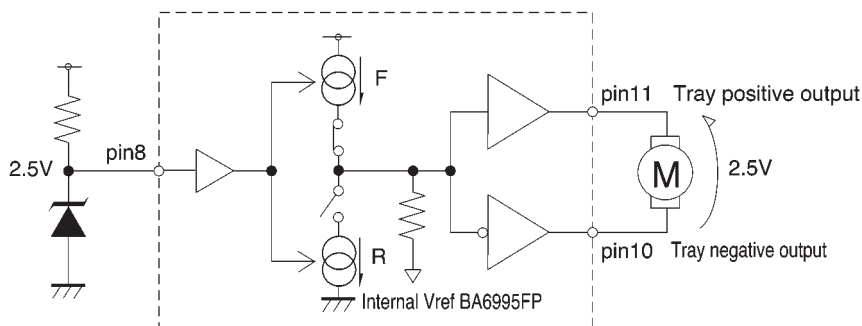 F
pin11 Tray positive output
2.5V pin8
M 2.5V
R
pin10 Tray negative output
Internal Vref BA6995FP